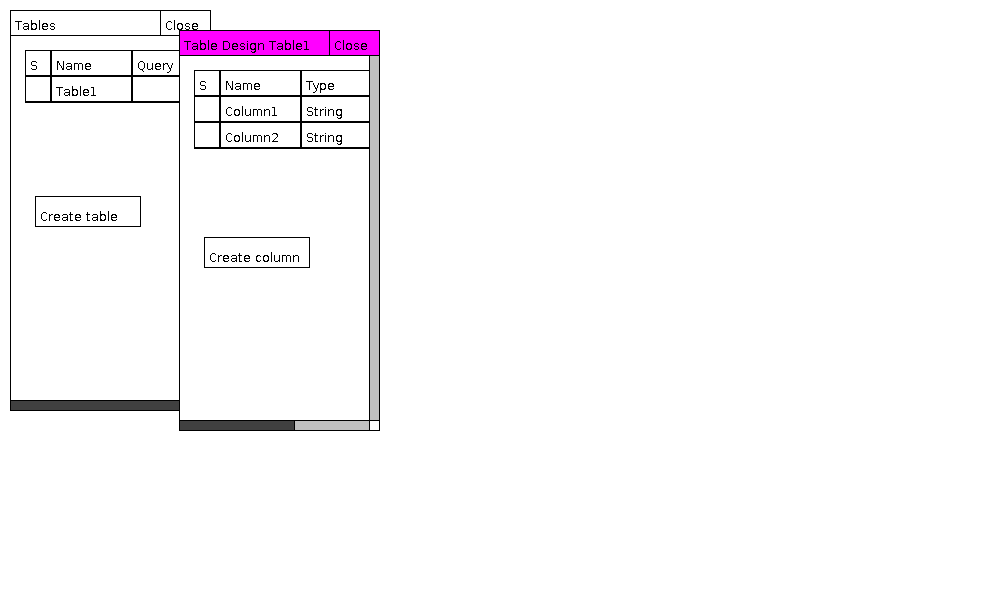 Tables Close
S Name Query
Table1
Create table
Table Design Table1 Close
S Name Type
Column1 String
Column2 String
Create column